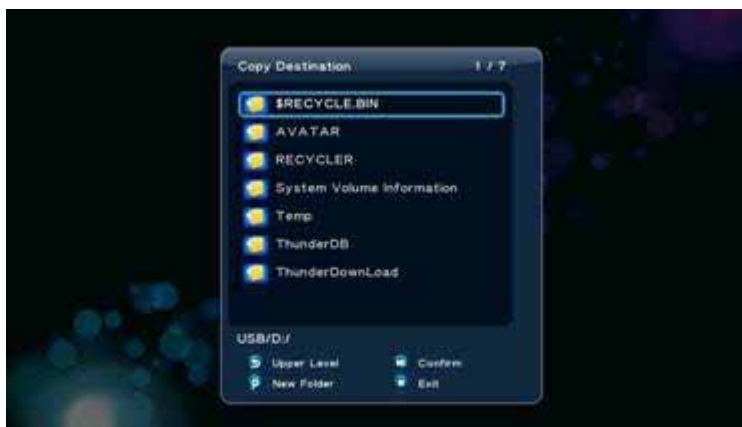 Copy Destination 1 / 7
$RECYCLE.BIN
AVATAR
RECYCLER
System Volume Information
Temp
ThunderDB
ThunderDownLoad
USB/D:/
Upper Level Confirm
New Folder Exit